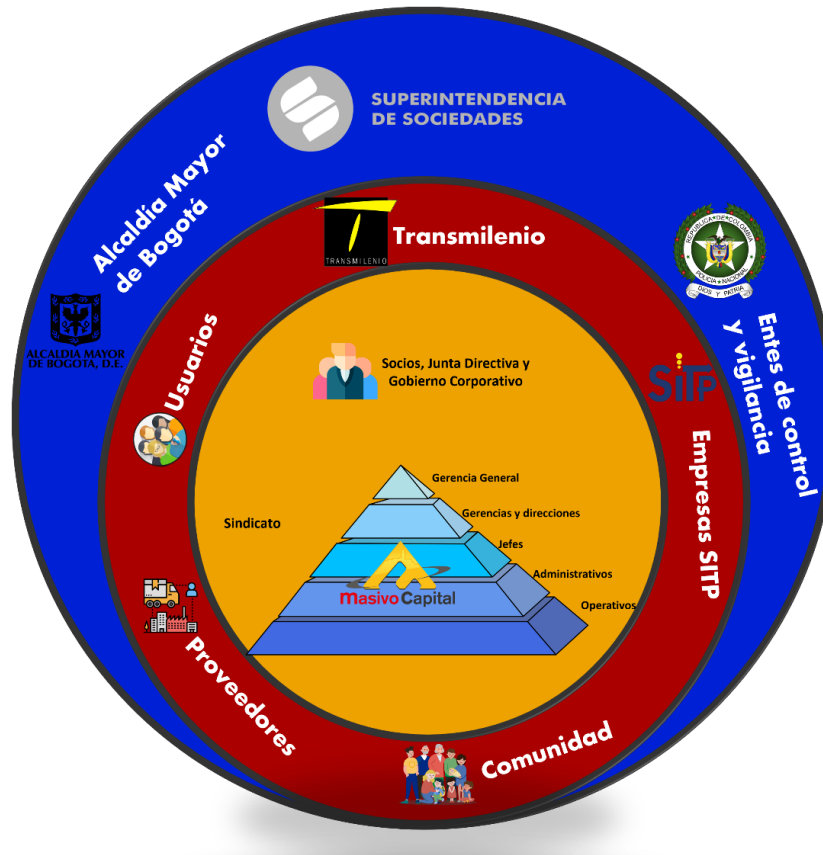 SUPERINTENDENCIA
DE SOCIEDADES
Alcaldía Mayor
de Bogotá
ALCALDIA MAYOR
DE BOGOTA, D.E.
REPUBLICA DE COLOMBIA
POLICIA NACIONAL
DIOS Y PATRIA
Entes de control
y vigilancia
TRANSMILENIO
Transmilenio
Usuarios
SiTP
Empresas SITP
Proveedores
Comunidad
Socios, Junta Directiva y
Gobierno Corporativo
Sindicato
Gerencia General
Gerencias y direcciones
Jefes
Administrativos
Operativos
masivo Capital